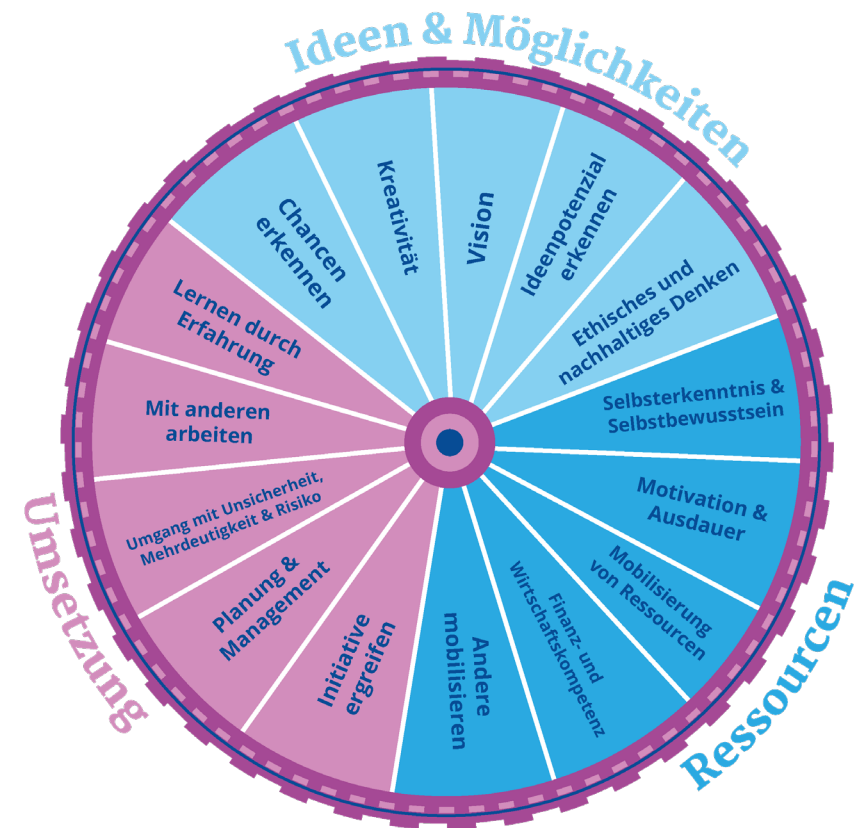 Ideen & Möglichkeiten
Chancen
erkennen
Kreativität
Vision
Ideenpotenzial
erkennen
Ethisches und
nachhaltiges Denken
Ressourcen
Selbsterkenntnis &
Selbstbewusstsein
Motivation &
Ausdauer
Mobilisierung
von Ressourcen
Finanz- und
Wirtschaftskompetenz
Andere
mobilisieren
Umsetzung
Initiative
ergreifen
Planung &
Management
Umgang mit Unsicherheit,
Mehrdeutigkeit & Risiko
Mit anderen
arbeiten
Lernen durch
Erfahrung